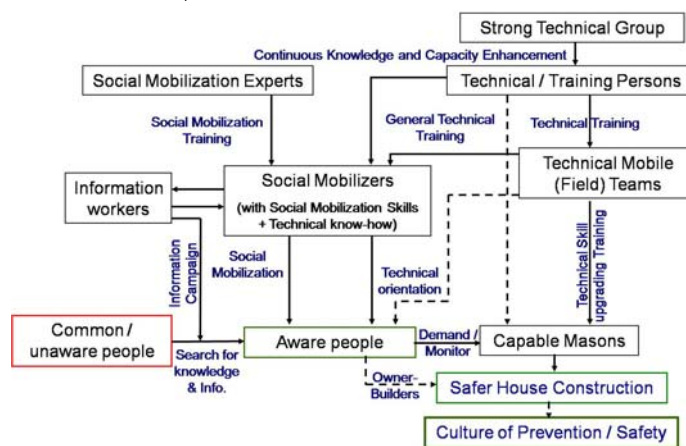 Strong Technical Group
Continuous Knowledge and Capacity Enhancement
Social Mobilization Experts
Technical / Training Persons
Social Mobilization
Training
General Technical
Training
Technical Training
Information
workers
Social Mobilizers
(with Social Mobilization Skills
+ Technical know-how)
Technical Mobile
(Field) Teams
Information
Campaign
Social
Mobilization
Technical
orientation
Technical Skill
upgrading Training
Common /
unaware people
Search for
knowledge
& Info.
Aware people
Demand /
Monitor
Capable Masons
Owner-
Builders
Safer House Construction
Culture of Prevention / Safety